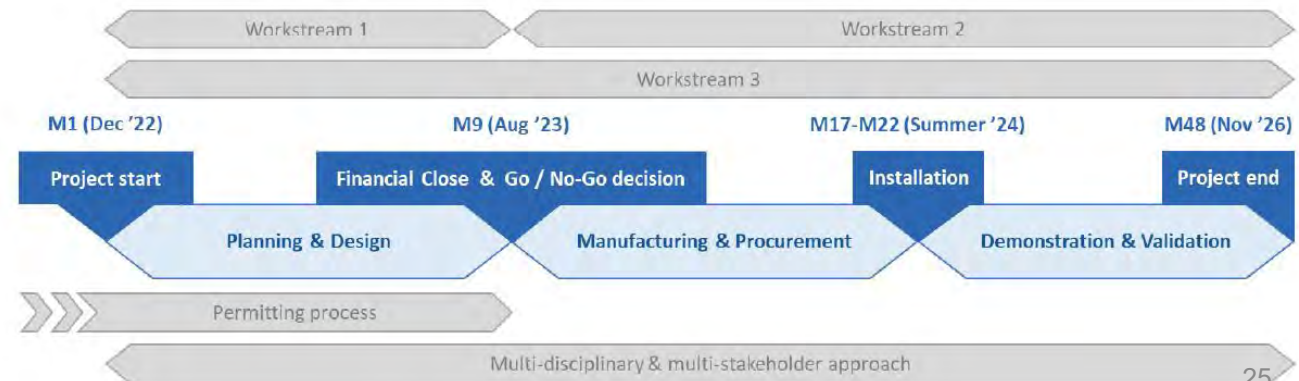 Workstream 1
Workstream 2
Workstream 3
M1 (Dec '22)
M9 (Aug '23)
M17-M22 (Summer '24)
M48 (Nov '26)
Project start
Financial Close & Go / No-Go decision
Installation
Project end
Planning & Design
Manufacturing & Procurement
Demonstration & Validation
Permitting process
Multi-disciplinary & multi-stakeholder approach
25